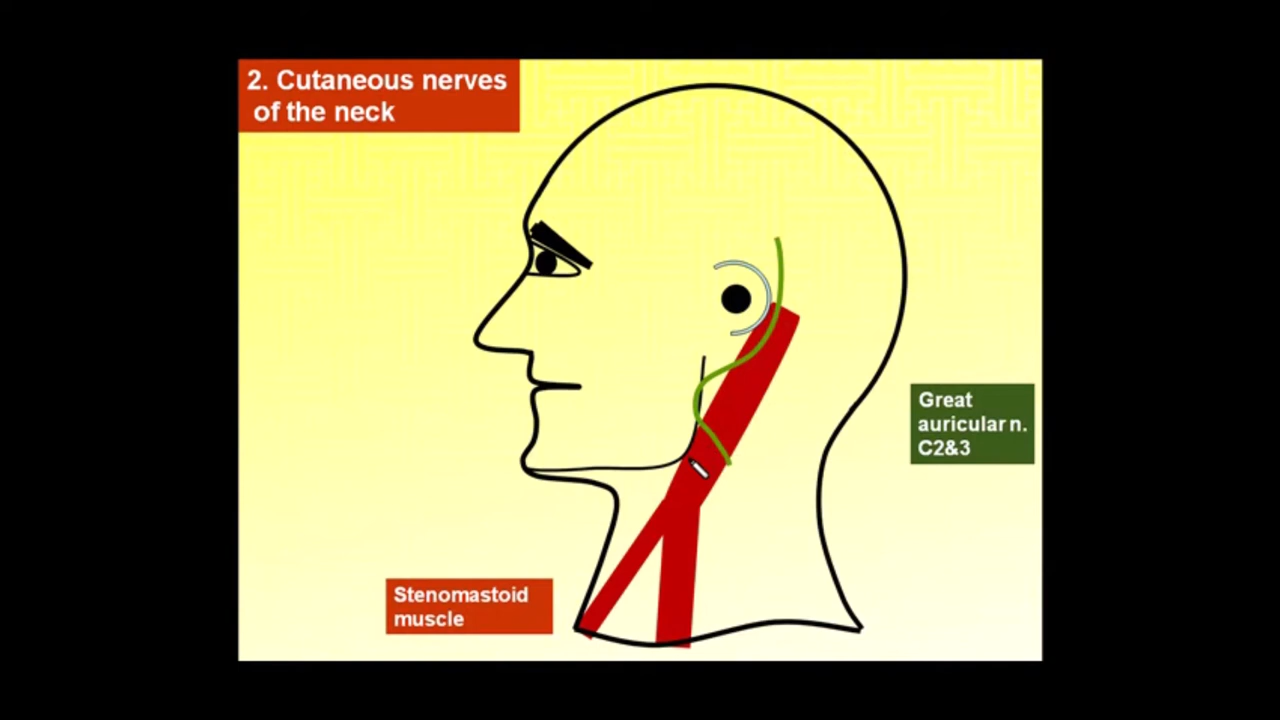 2. Cutaneous nerves
of the neck
Great
auricular n.
C2&3
Stenomastoid
muscle